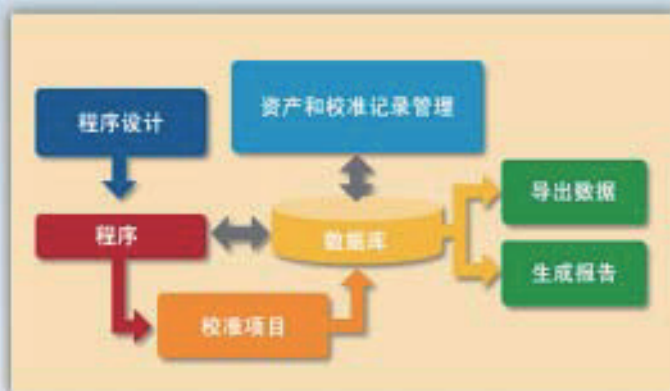 程序设计
资产和校准记录管理
程序
数据库
导出数据
生成报告
校准项目